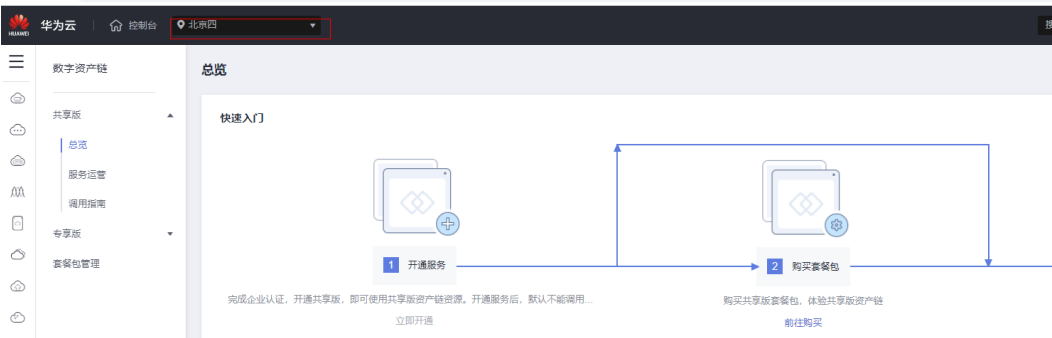 HUAWEI
华为云
控制台
北京四
数字资产链
共享版
总览
服务运营
调用指南
专享版
套餐包管理
总览
快速入门
1 开通服务
完成企业认证，开通共享版，即可使用共享版资产链资源。开通服务后，默认不能调用...
立即开通
2 购买套餐包
购买共享版套餐包，体验共享版资产链
前往购买